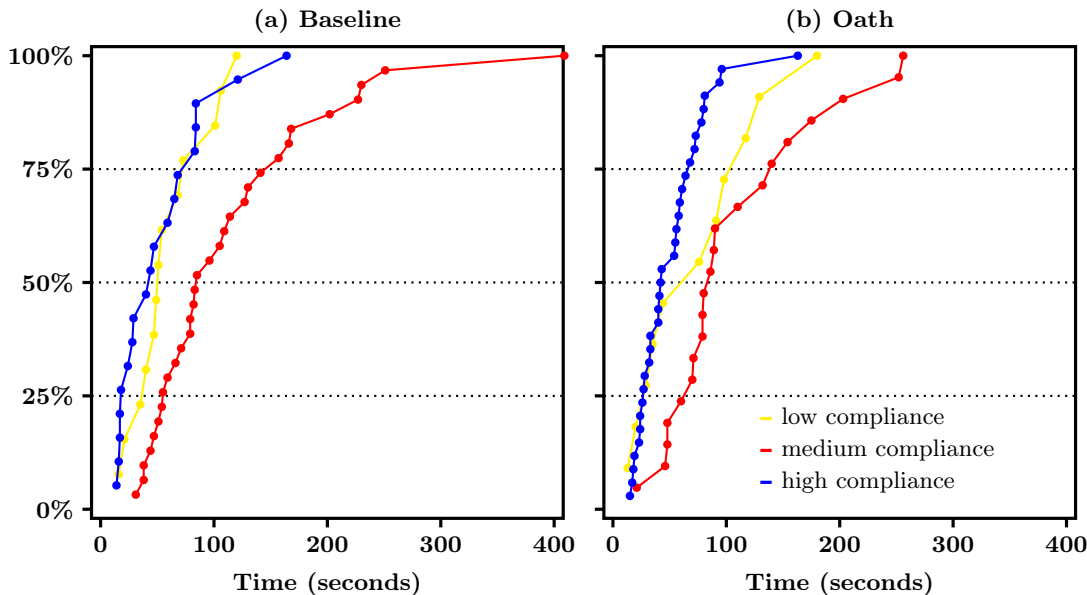 (a) Baseline
(b) Oath
100%
75%
50%
25%
0%
low compliance
medium compliance
high compliance
0 100 200 300 400
0 100 200 300 400
Time (seconds)
Time (seconds)